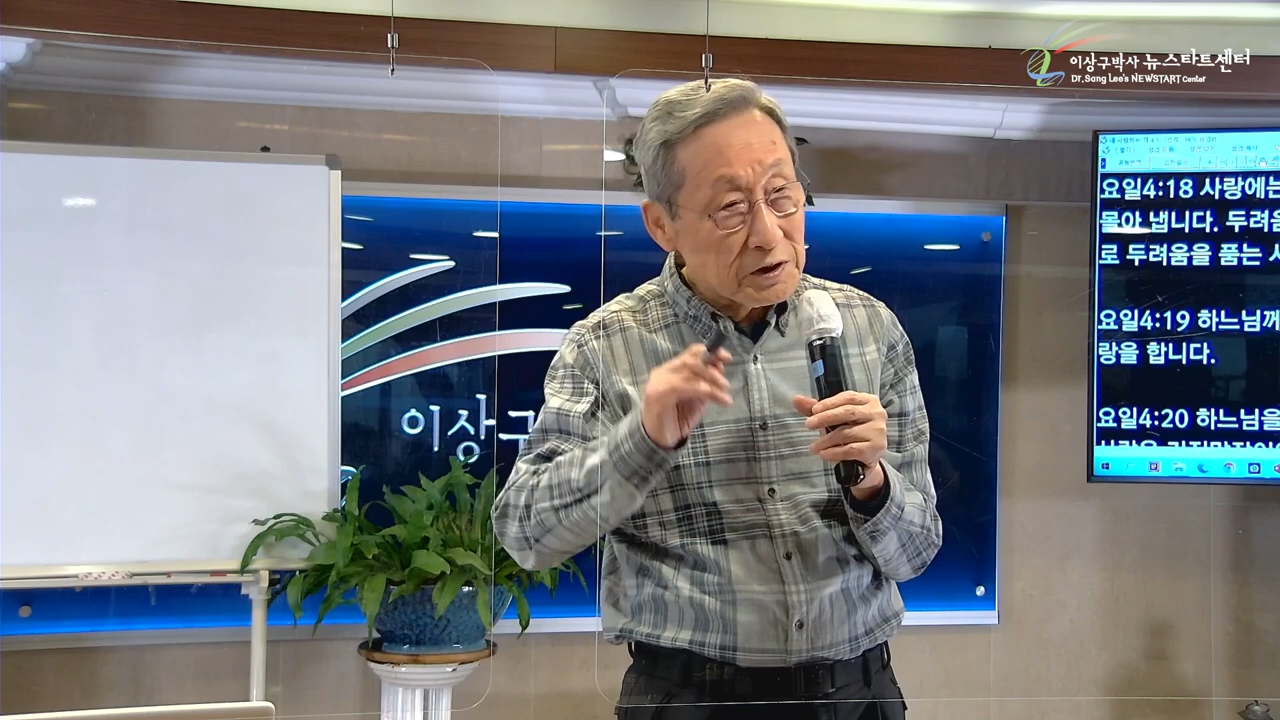 이상구박사 뉴스타트센터
Dr. Sang Lee's NEWSTART Center
이상구
요일4:18 사랑에는
몰아 냅니다. 두려움
로 두려움을 품는 사
요일4:19 하느님께
랑을 합니다.
요일4:20 하느님을